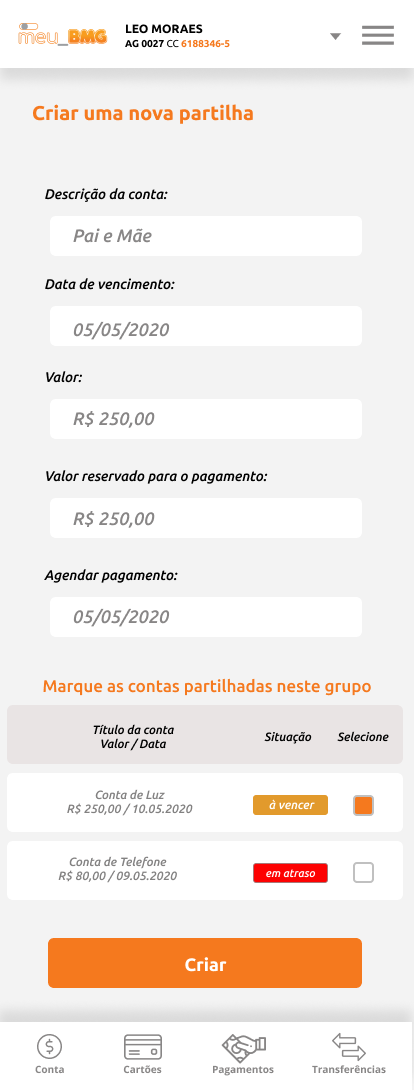 meu_BMG
LEO MORAES
AG 0027 CC 6188346-5
Criar uma nova partilha
Descrição da conta:
Pai e Mãe
Data de vencimento:
05/05/2020
Valor:
R$ 250,00
Valor reservado para o pagamento:
R$ 250,00
Agendar pagamento:
05/05/2020
Marque as contas partilhadas neste grupo
Título da conta
Valor / Data
Situação
Selecione
Conta de Luz
R$ 250,00 / 10.05.2020
à vencer
Conta de Telefone
R$ 80,00 / 09.05.2020
em atraso
Criar
Conta
Cartões
Pagamentos
Transferências